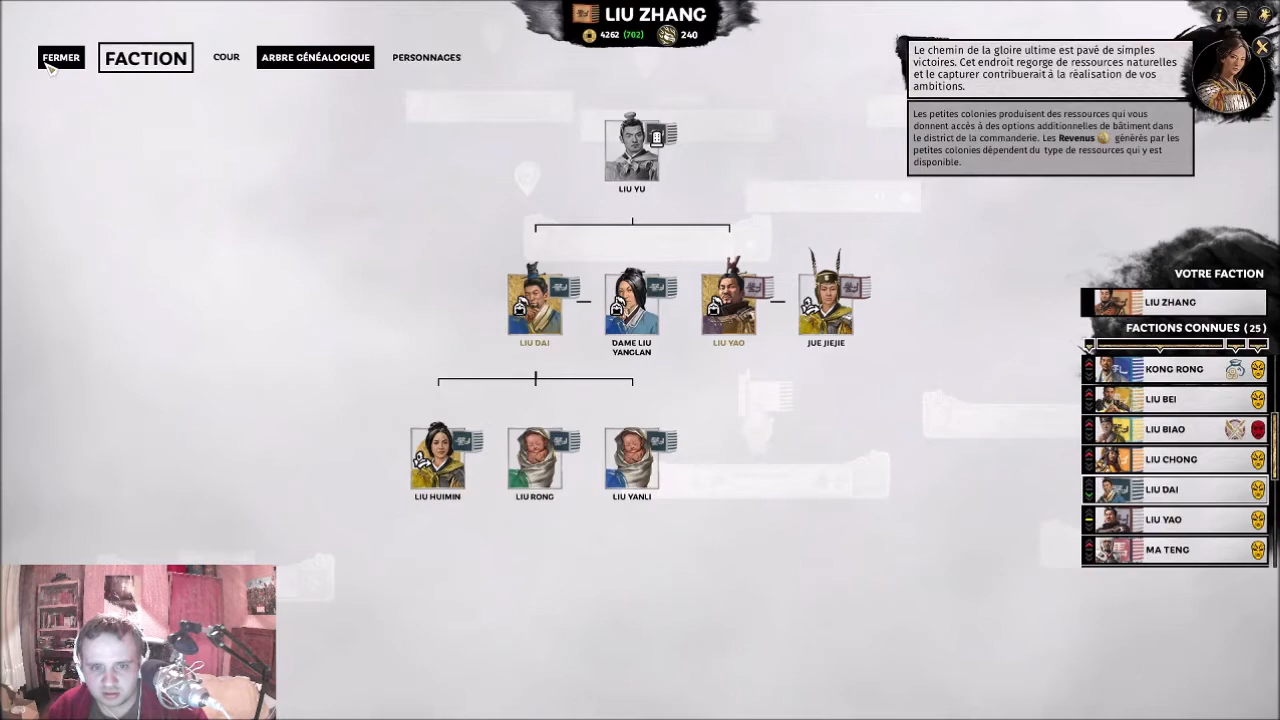 LIU ZHANG
4262 (702) 240
FERMER FACTION COUR ARBRE GÉNÉALOGIQUE PERSONNAGES
Le chemin de la gloire ultime est pavé de simples
victoires. Cet endroit regorge de ressources naturelles
et le capturer contribuerait à la réalisation de vos
ambitions.
Les petites colonies produisent des ressources qui vous
donnent accès à des options additionnelles de bâtiment dans
le district de la commanderie. Les Revenus générés par les
petites colonies dépendent du type de ressources qui y est
disponible.
LIU YU
LIU DAI
DAME LIU
YANGLAN
LIU YAO
JUE JIEJIE
LIU HUIMIN
LIU RONG
LIU YANLI
VOTRE FACTION
LIU ZHANG
FACTIONS CONNUES (25)
KONG RONG
LIU BEI
LIU BIAO
LIU CHONG
LIU DAI
LIU YAO
MA TENG